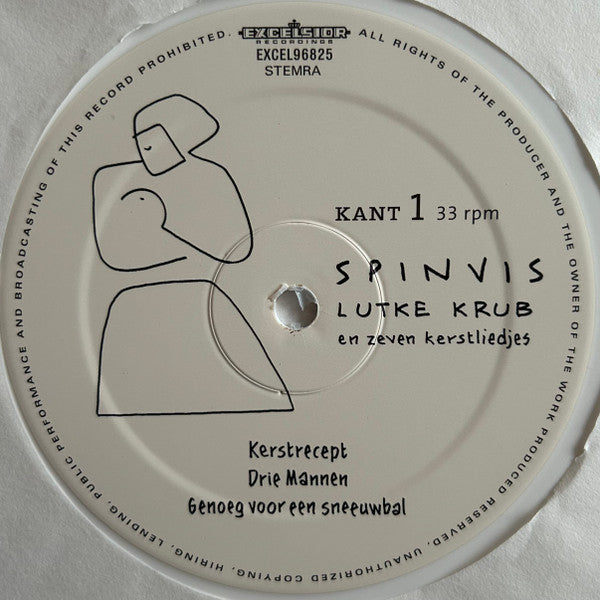 EXCELSIOR
RECORDINGS
EXCEL96825
STEMRA
ALL RIGHTS OF THE PRODUCER AND THE OWNER OF THE WORK PRODUCED RESERVED. UNAUTHORIZED COPYING, HIRING, LENDING, PUBLIC PERFORMANCE AND BROADCASTING OF THIS RECORD PROHIBITED.
KANT 1 33 rpm
SPINVIS
LUTKE KRUB
en zeven kerstliedjes
Kerstrecept
Drie Mannen
Genoeg voor een sneeuwbal